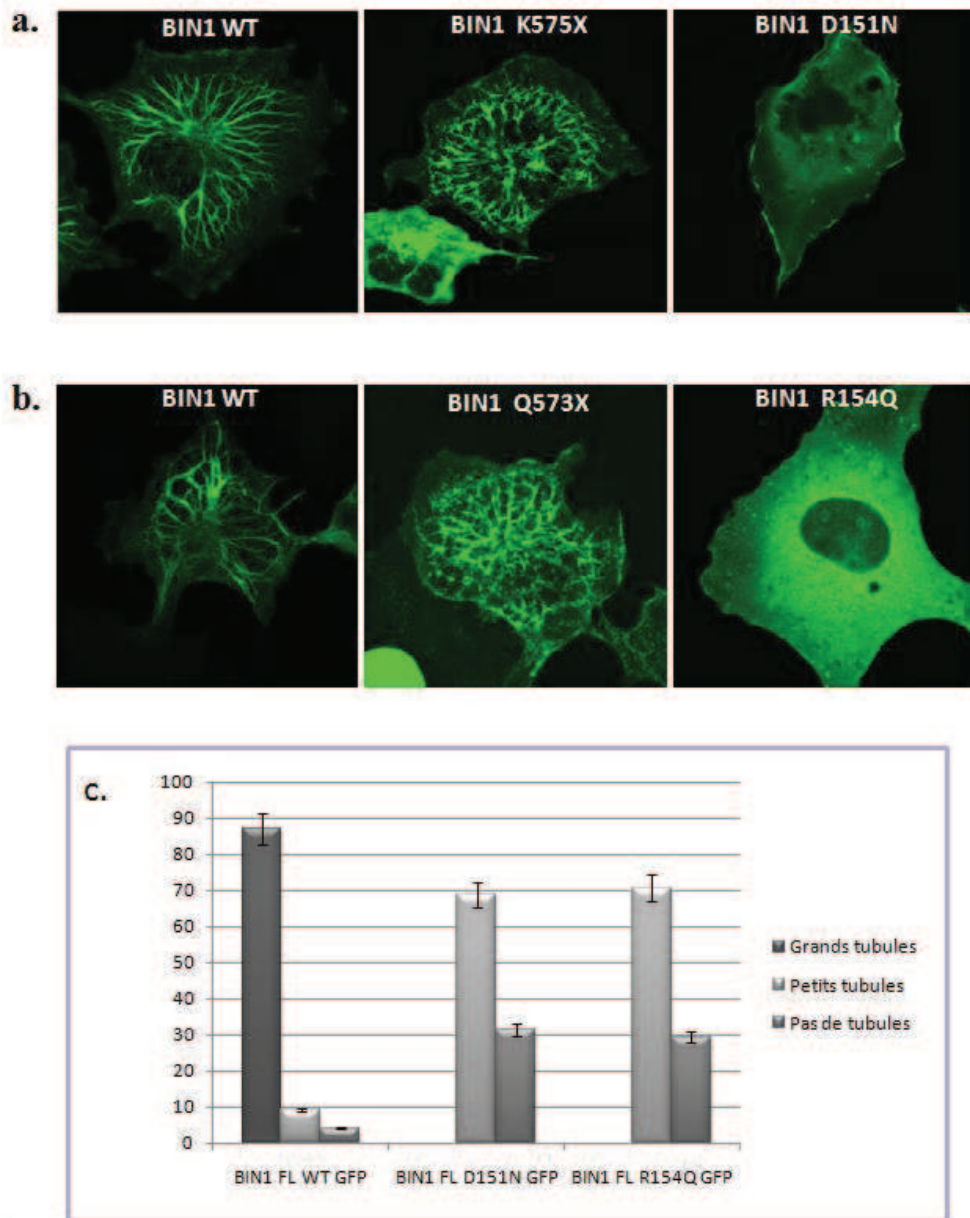 a.
BIN1 WT
BIN1 K575X
BIN1 D151N
b.
BIN1 WT
BIN1 Q573X
BIN1 R154Q
c.
100
90
80
70
60
50
40
30
20
10
0
BIN1 FL WT GFP
BIN1 FL D151N GFP
BIN1 FL R154Q GFP
Grands tubules
Petits tubules
Pas de tubules